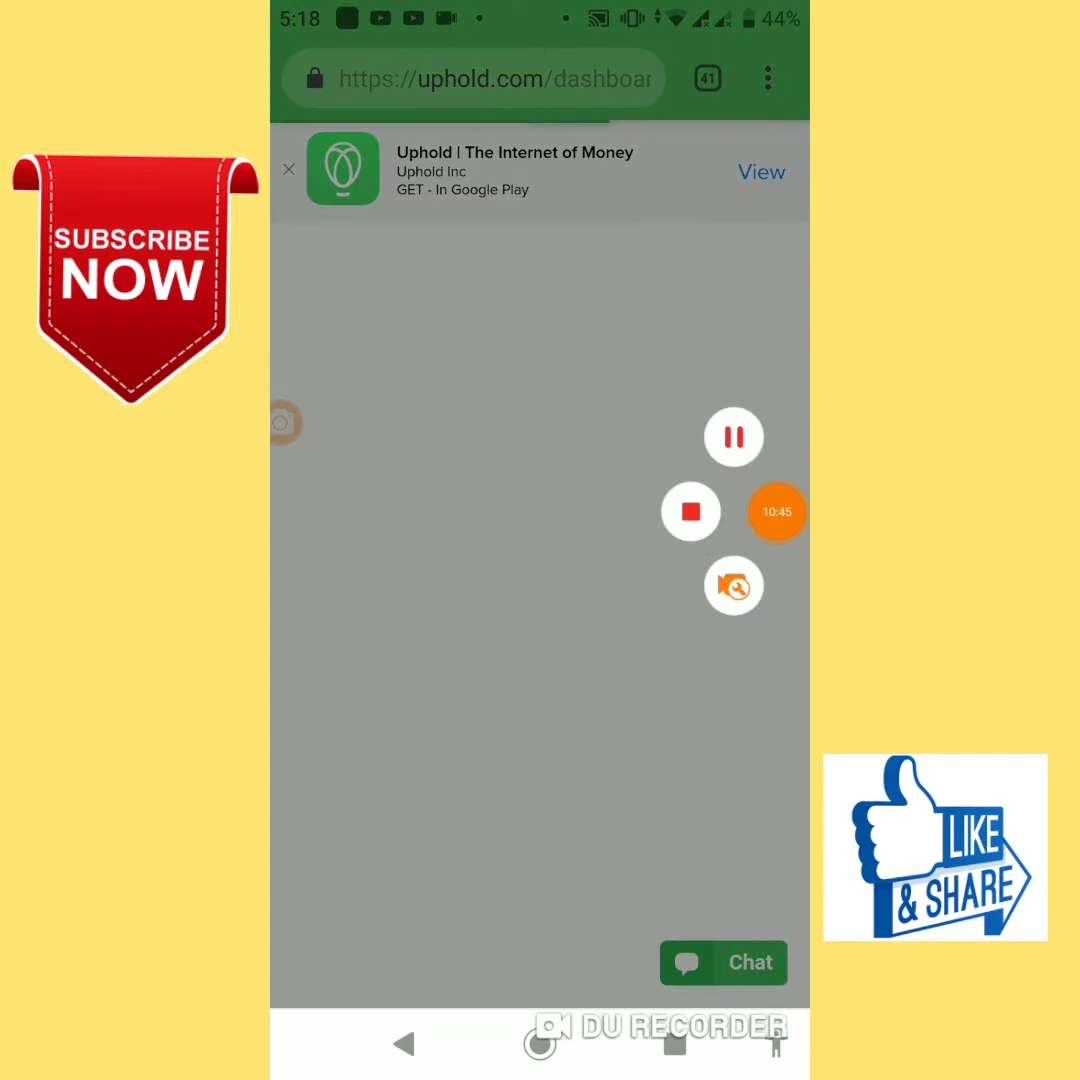 5:18
44%
https://uphold.com/dashboar
41
Uphold | The Internet of Money
Uphold Inc
GET - In Google Play
View
SUBSCRIBE
NOW
10:45
LIKE
& SHARE
Chat
DU RECORDER